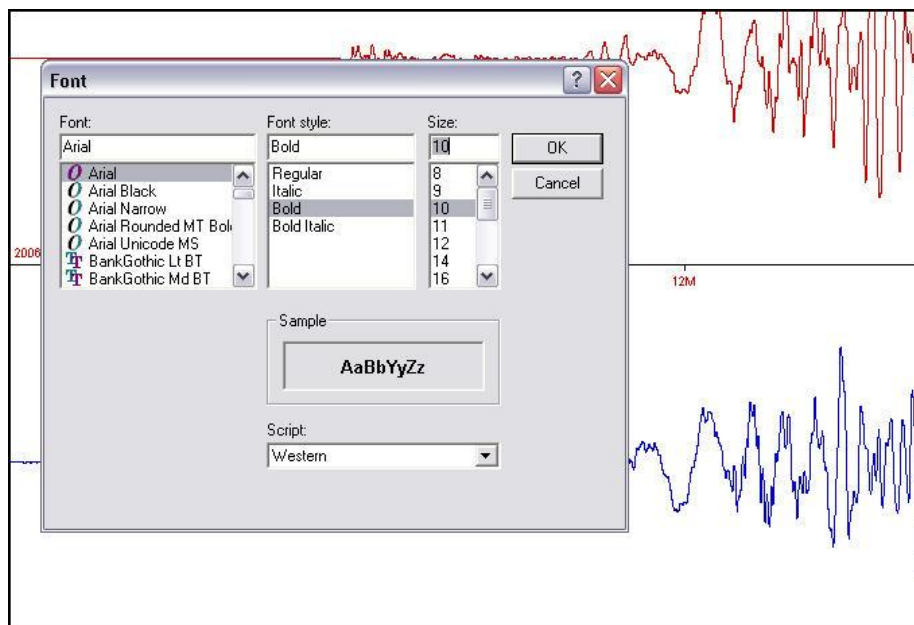 Font
Font:
Font style:
Size:
Arial
Bold
10
OK
Cancel
Arial
Arial Black
Arial Narrow
Arial Rounded MT Bol
Arial Unicode MS
BankGothic Lt BT
BankGothic Md BT
Regular
Italic
Bold
Bold Italic
8
9
10
11
12
14
16
2006
12M
Sample
AaBbYyZz
Script:
Western